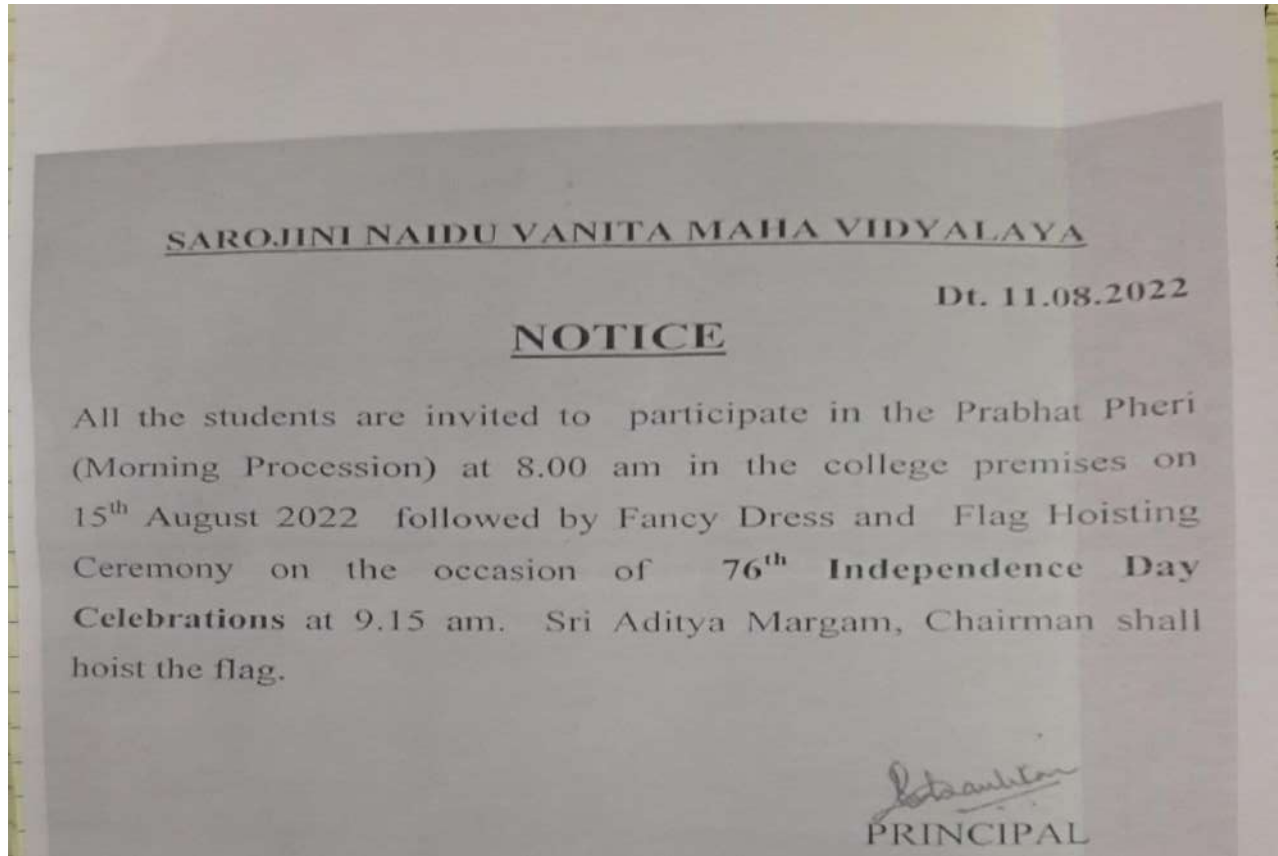 SAROJINI NAIDU VANITA MAHA VIDYALAYA
Dt. 11.08.2022
NOTICE
All the students are invited to participate in the Prabhat Pheri
(Morning Procession) at 8.00 am in the college premises on
15th August 2022 followed by Fancy Dress and Flag Hoisting
Ceremony on the occasion of 76th Independence Day
Celebrations at 9.15 am. Sri Aditya Margam, Chairman shall
hoist the flag.
PRINCIPAL